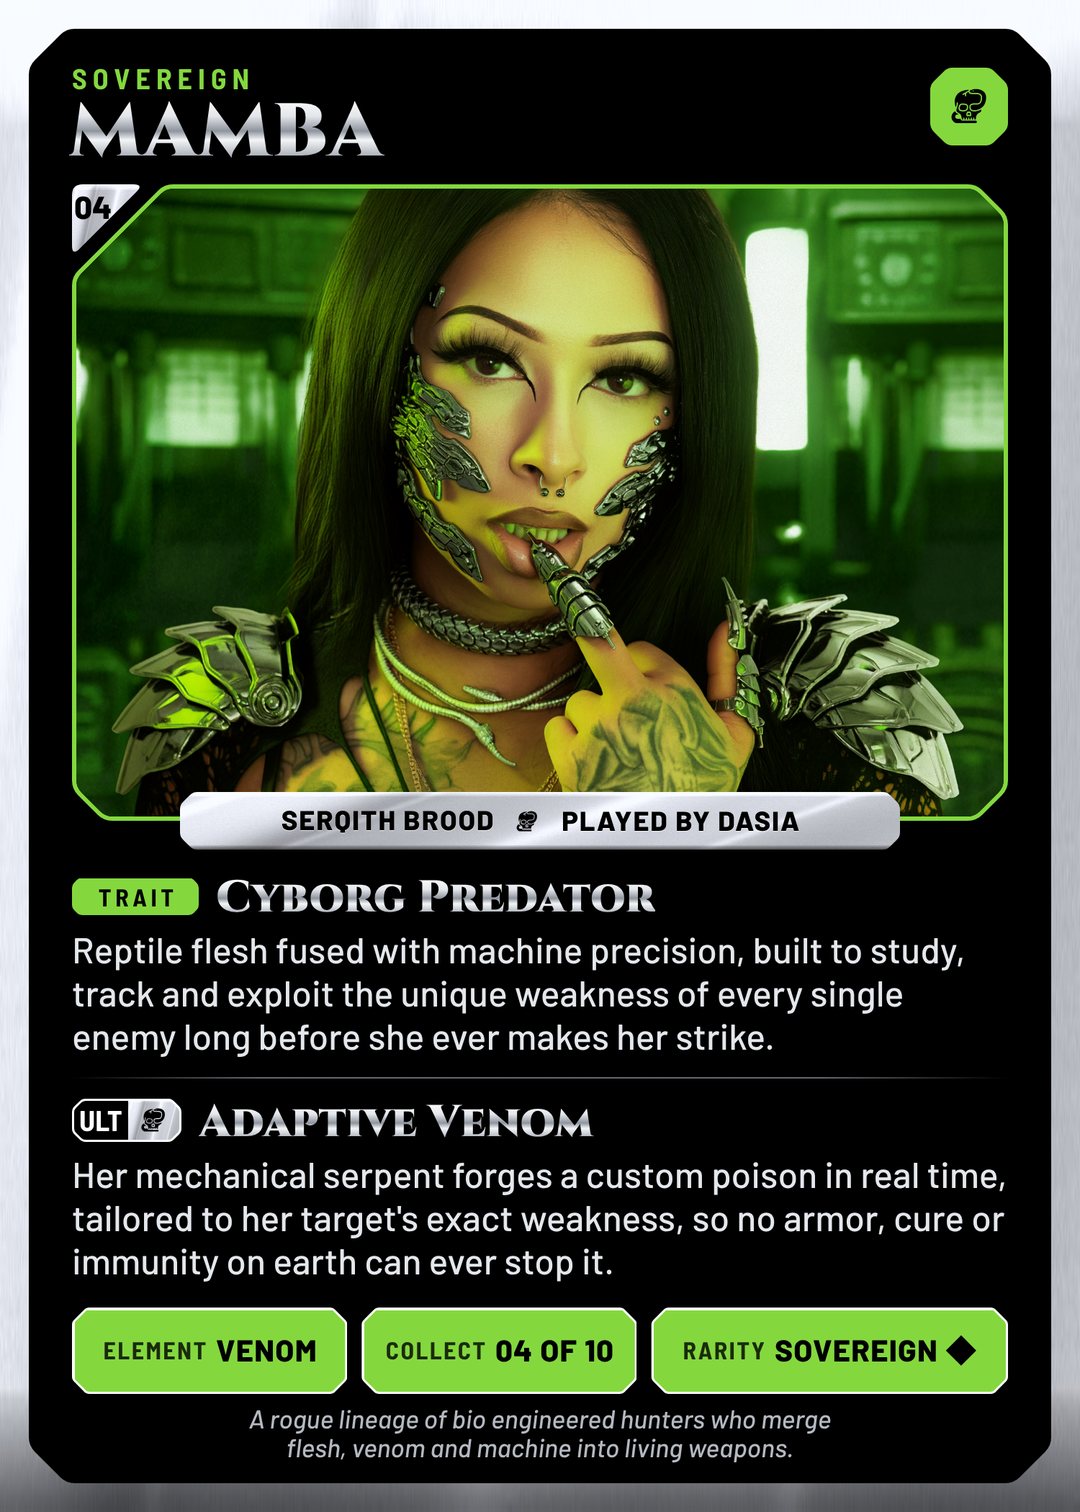 SOVEREIGN
MAMBA
04
SERQITH BROOD PLAYED BY DASIA
TRAIT CYBORG PREDATOR
Reptile flesh fused with machine precision, built to study,
track and exploit the unique weakness of every single
enemy long before she ever makes her strike.
ULT ADAPTIVE VENOM
Her mechanical serpent forges a custom poison in real time,
tailored to her target's exact weakness, so no armor, cure or
immunity on earth can ever stop it.
ELEMENT VENOM COLLECT 04 OF 10 RARITY SOVEREIGN ◆
A rogue lineage of bio engineered hunters who merge
flesh, venom and machine into living weapons.